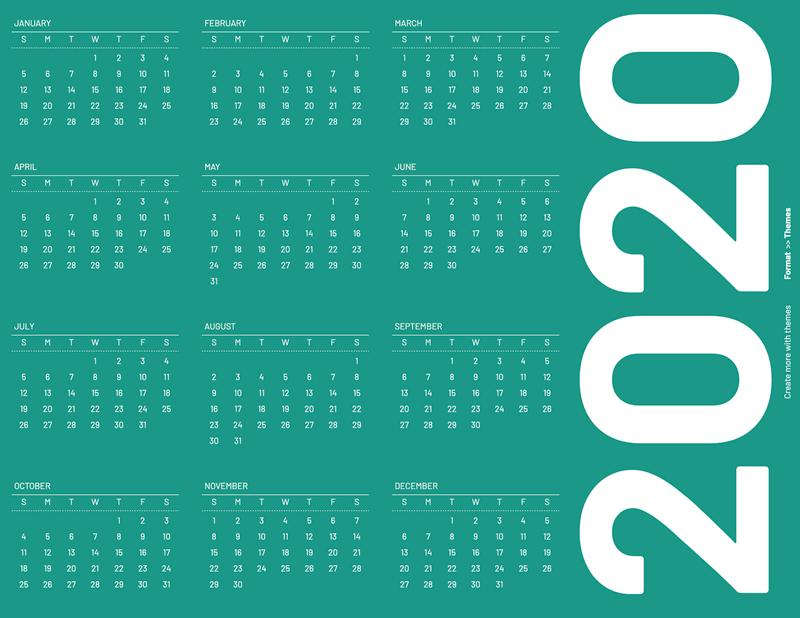 JANUARY
S M T W T F S
1 2 3 4
5 6 7 8 9 10 11
12 13 14 15 16 17 18
19 20 21 22 23 24 25
26 27 28 29 30 31
FEBRUARY
S M T W T F S
1
2 3 4 5 6 7 8
9 10 11 12 13 14 15
16 17 18 19 20 21 22
23 24 25 26 27 28 29
MARCH
S M T W T F S
1 2 3 4 5 6 7
8 9 10 11 12 13 14
15 16 17 18 19 20 21
22 23 24 25 26 27 28
29 30 31
APRIL
S M T W T F S
1 2 3 4
5 6 7 8 9 10 11
12 13 14 15 16 17 18
19 20 21 22 23 24 25
26 27 28 29 30
MAY
S M T W T F S
1 2
3 4 5 6 7 8 9
10 11 12 13 14 15 16
17 18 19 20 21 22 23
24 25 26 27 28 29 30
31
JUNE
S M T W T F S
1 2 3 4 5 6
7 8 9 10 11 12 13
14 15 16 17 18 19 20
21 22 23 24 25 26 27
28 29 30
JULY
S M T W T F S
1 2 3 4
5 6 7 8 9 10 11
12 13 14 15 16 17 18
19 20 21 22 23 24 25
26 27 28 29 30 31
AUGUST
S M T W T F S
1
2 3 4 5 6 7 8
9 10 11 12 13 14 15
16 17 18 19 20 21 22
23 24 25 26 27 28 29
30 31
SEPTEMBER
S M T W T F S
1 2 3 4 5
6 7 8 9 10 11 12
13 14 15 16 17 18 19
20 21 22 23 24 25 26
27 28 29 30
OCTOBER
S M T W T F S
1 2 3
4 5 6 7 8 9 10
11 12 13 14 15 16 17
18 19 20 21 22 23 24
25 26 27 28 29 30 31
NOVEMBER
S M T W T F S
1 2 3 4 5 6 7
8 9 10 11 12 13 14
15 16 17 18 19 20 21
22 23 24 25 26 27 28
29 30
DECEMBER
S M T W T F S
1 2 3 4 5
6 7 8 9 10 11 12
13 14 15 16 17 18 19
20 21 22 23 24 25 26
27 28 29 30 31
2020
Create more with themes Format >> Themes